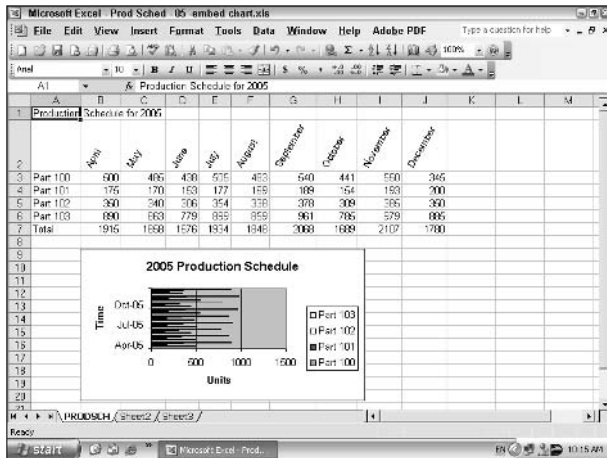 Microsoft Excel - Prod Sched - 05 - embed chart.xls
File Edit View Insert Format Tools Data Window Help Adobe PDF Type a question for help
100%
Arial 10 B I U $ % ,
A1 fx Production Schedule for 2005
A B C D E F G H I J K L M
1 Production Schedule for 2005
2 April May June July August September October November December
3 Part 100 500 485 438 505 483 540 441 550 345
4 Part 101 175 170 153 177 169 189 154 193 200
5 Part 102 350 340 306 354 338 378 309 385 350
6 Part 103 890 863 779 899 859 961 785 979 885
7 Total 1915 1858 1676 1934 1848 2068 1689 2107 1780
8
9
10
11
12
13
14
15
16
17
18
19
20
21
2005 Production Schedule
Time
Oct-05
Jul-05
Apr-05
0 500 1000 1500
Units
Part 103
Part 102
Part 101
Part 100
PRODSCH Sheet2 Sheet3
Ready
start Microsoft Excel - Prod... EN 10:15 AM